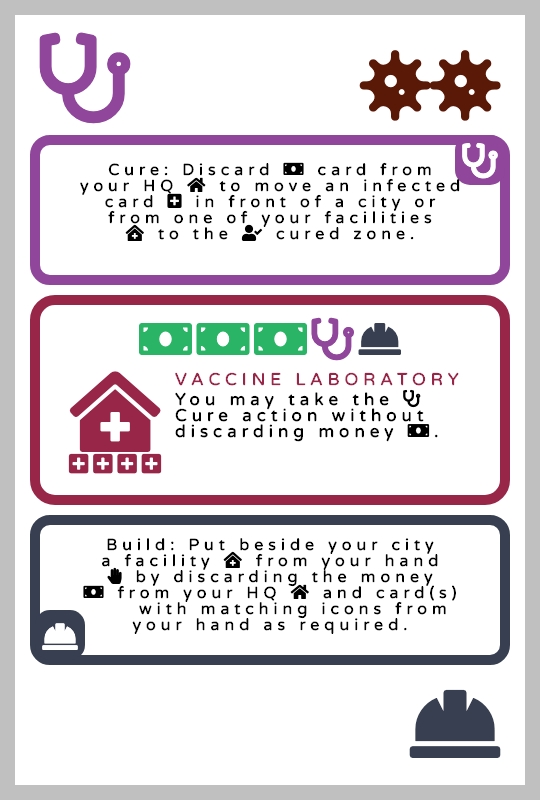 Cure: Discard card from
your HQ to move an infected
card in front of a city or
from one of your facilities
to the cured zone.
VACCINE LABORATORY
You may take the
Cure action without
discarding money .
Build: Put beside your city
a facility from your hand
by discarding the money
from your HQ and card(s)
with matching icons from
your hand as required.